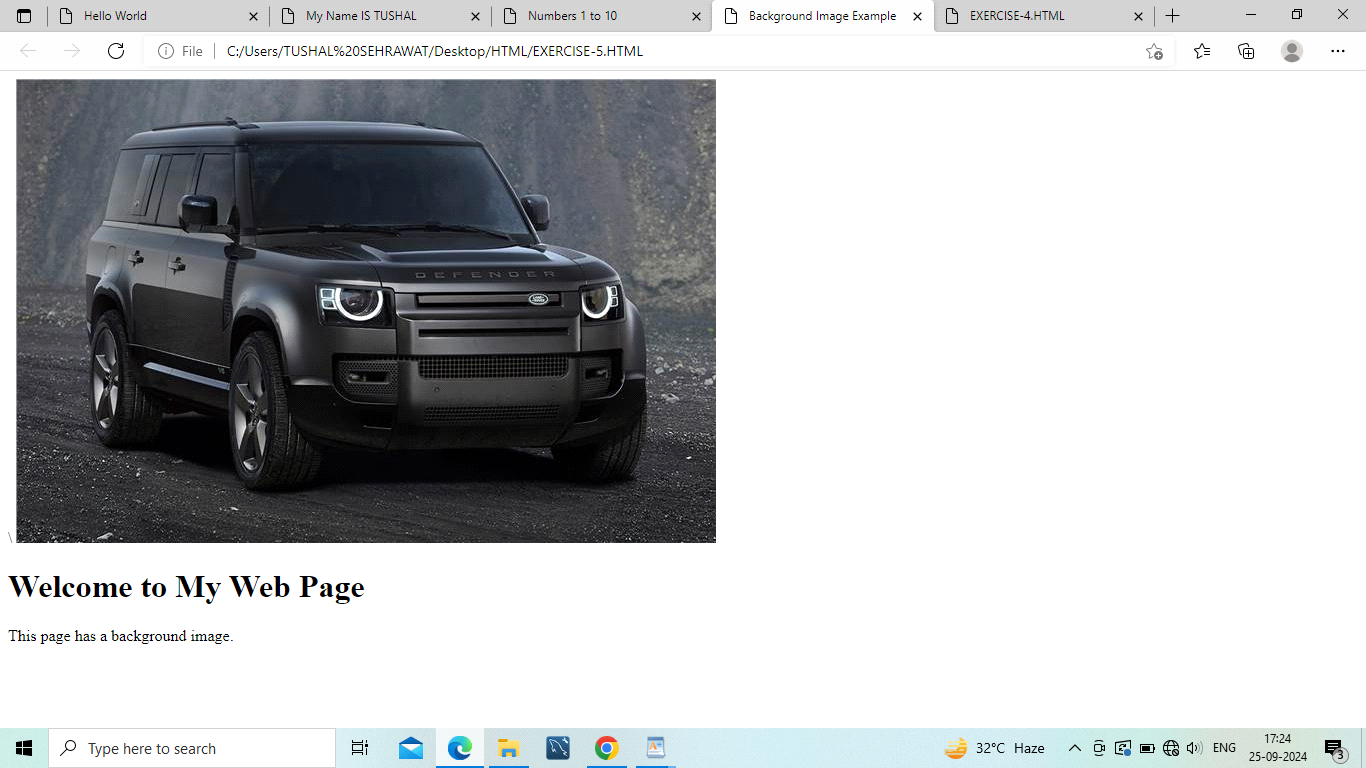 Hello World
My Name IS TUSHAL
Numbers 1 to 10
Background Image Example
EXERCISE-4.HTML
File
C:/Users/TUSHAL%20SEHRAWAT/Desktop/HTML/EXERCISE-5.HTML
DEFENDER
\
Welcome to My Web Page
This page has a background image.
Type here to search
32°C Haze
ENG
17:24
25-09-2024
3